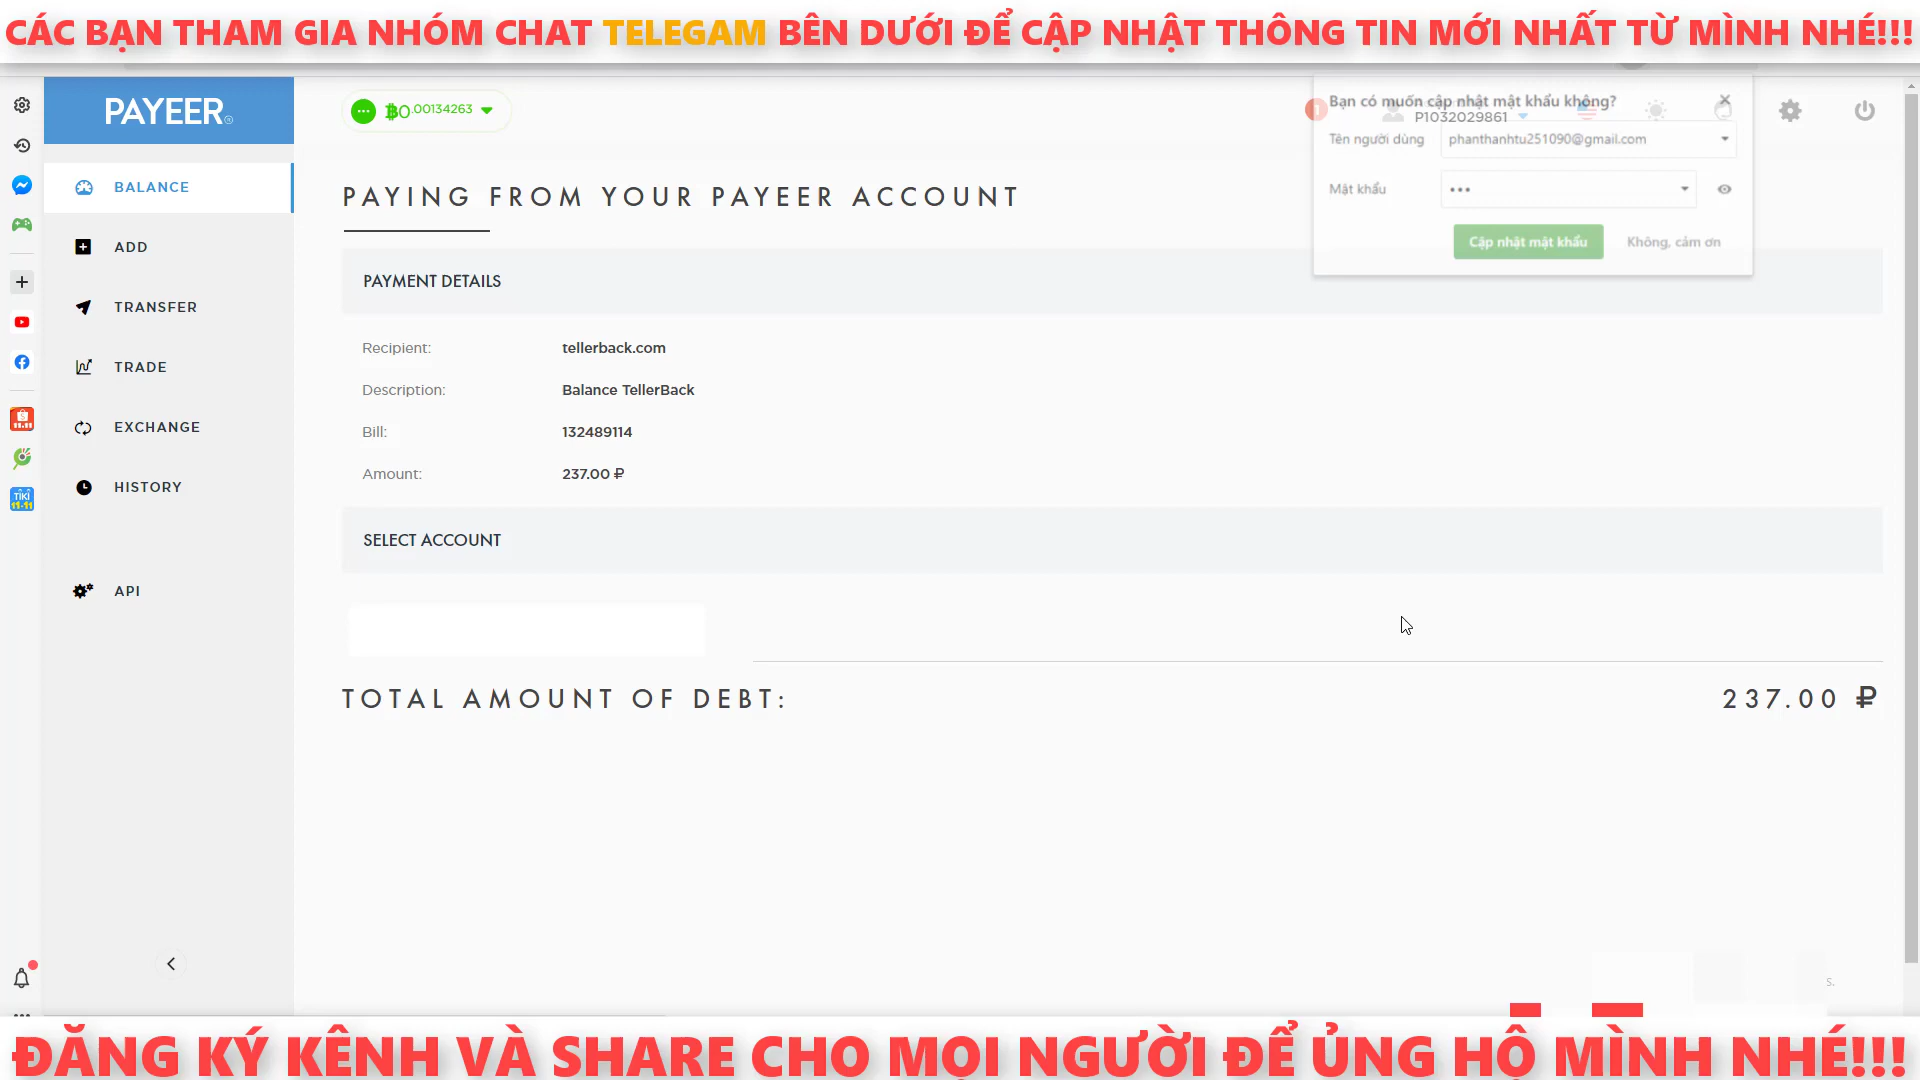 CÁC BẠN THAM GIA NHÓM CHAT TELEGAM BÊN DƯỚI ĐỂ CẬP NHẬT THÔNG TIN MỚI NHẤT TỪ MÌNH NHÉ!!!
PAYEER®
฿0.00134263
Bạn có muốn cập nhật mật khẩu không?
P1032029861
Tên người dùng phanthanhtu251090@gmail.com
Mật khẩu •••
Cập nhật mật khẩu Không, cảm ơn
BALANCE
ADD
TRANSFER
TRADE
EXCHANGE
HISTORY
API
PAYING FROM YOUR PAYEER ACCOUNT
PAYMENT DETAILS
Recipient: tellerback.com
Description: Balance TellerBack
Bill: 132489114
Amount: 237.00 ₽
SELECT ACCOUNT
TOTAL AMOUNT OF DEBT: 237.00 ₽
TIKI
11.11
s.
ĐĂNG KÝ KÊNH VÀ SHARE CHO MỌI NGƯỜI ĐỂ ỦNG HỘ MÌNH NHÉ!!!